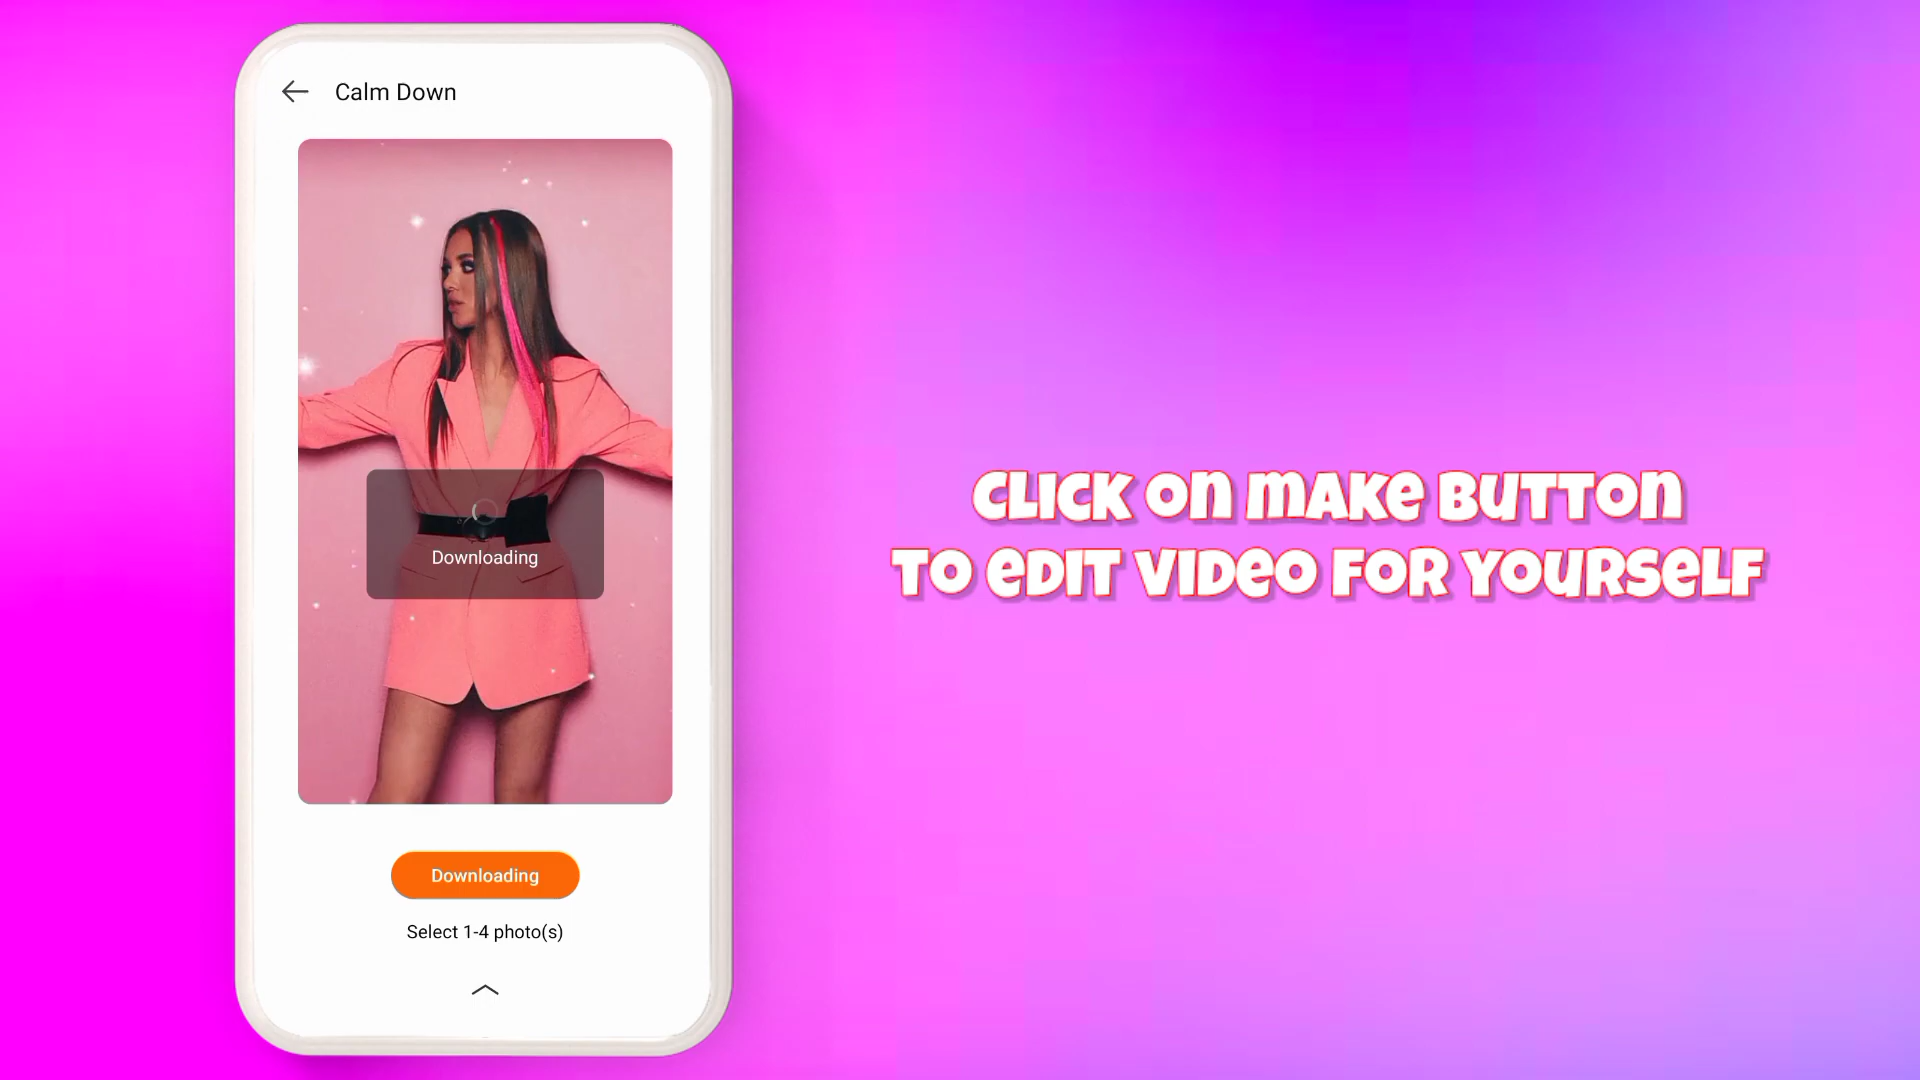 Calm Down
Downloading
Downloading
Select 1-4 photo(s)
CLICK ON MAKE BUTTON
TO EDIT VIDEO FOR YOURSELF